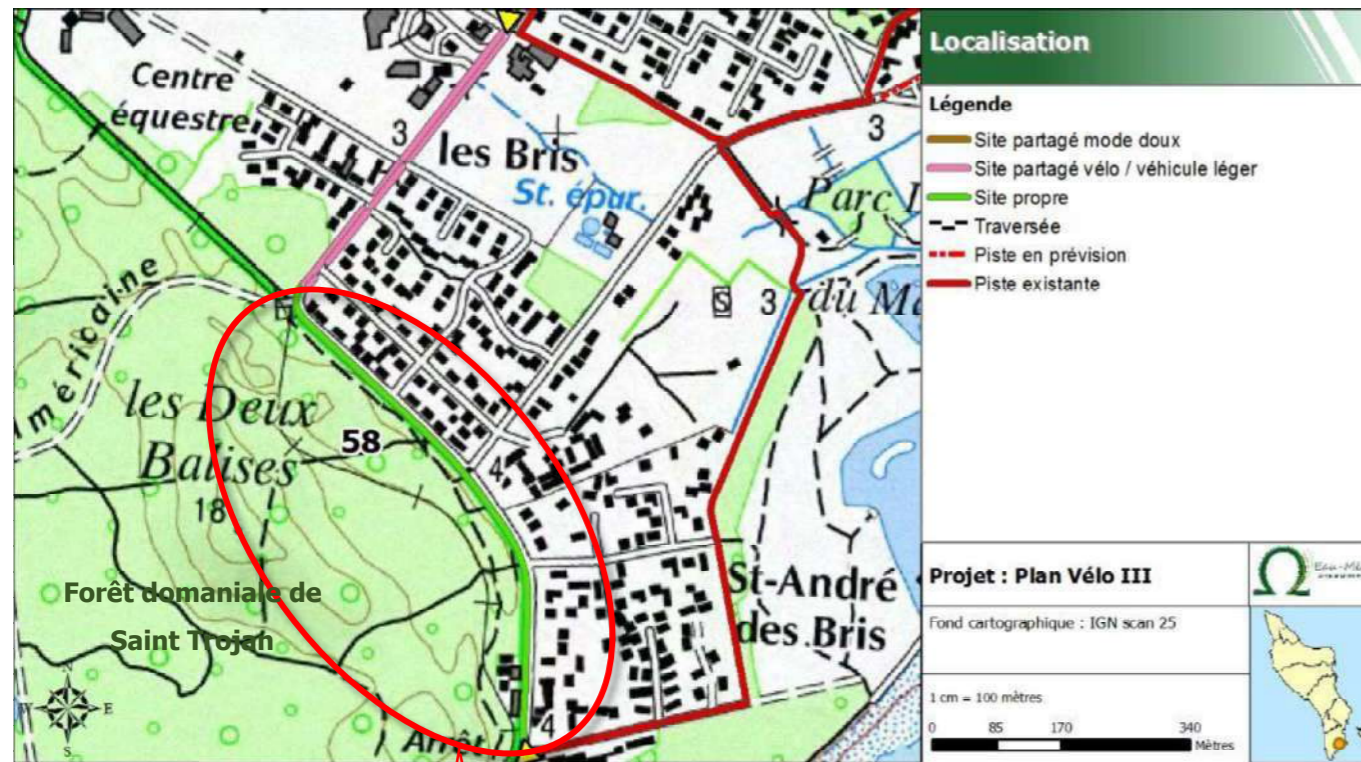 Centre
équestre
3
les Bris
St. épur.
3
Parc
du
S
3
Américaine
les Deux
Balises
58
4
18
Forêt domaniale de
Saint Trojan
St-André
des Bris
N
W
E
S
Arrêt
4
Localisation
Légende
Site partagé mode doux
Site partagé vélo / véhicule léger
Site propre
Traversée
Piste en prévision
Piste existante
Projet : Plan Vélo III
Fond cartographique : IGN scan 25
1 cm = 100 mètres
0 85 170 340
Mètres